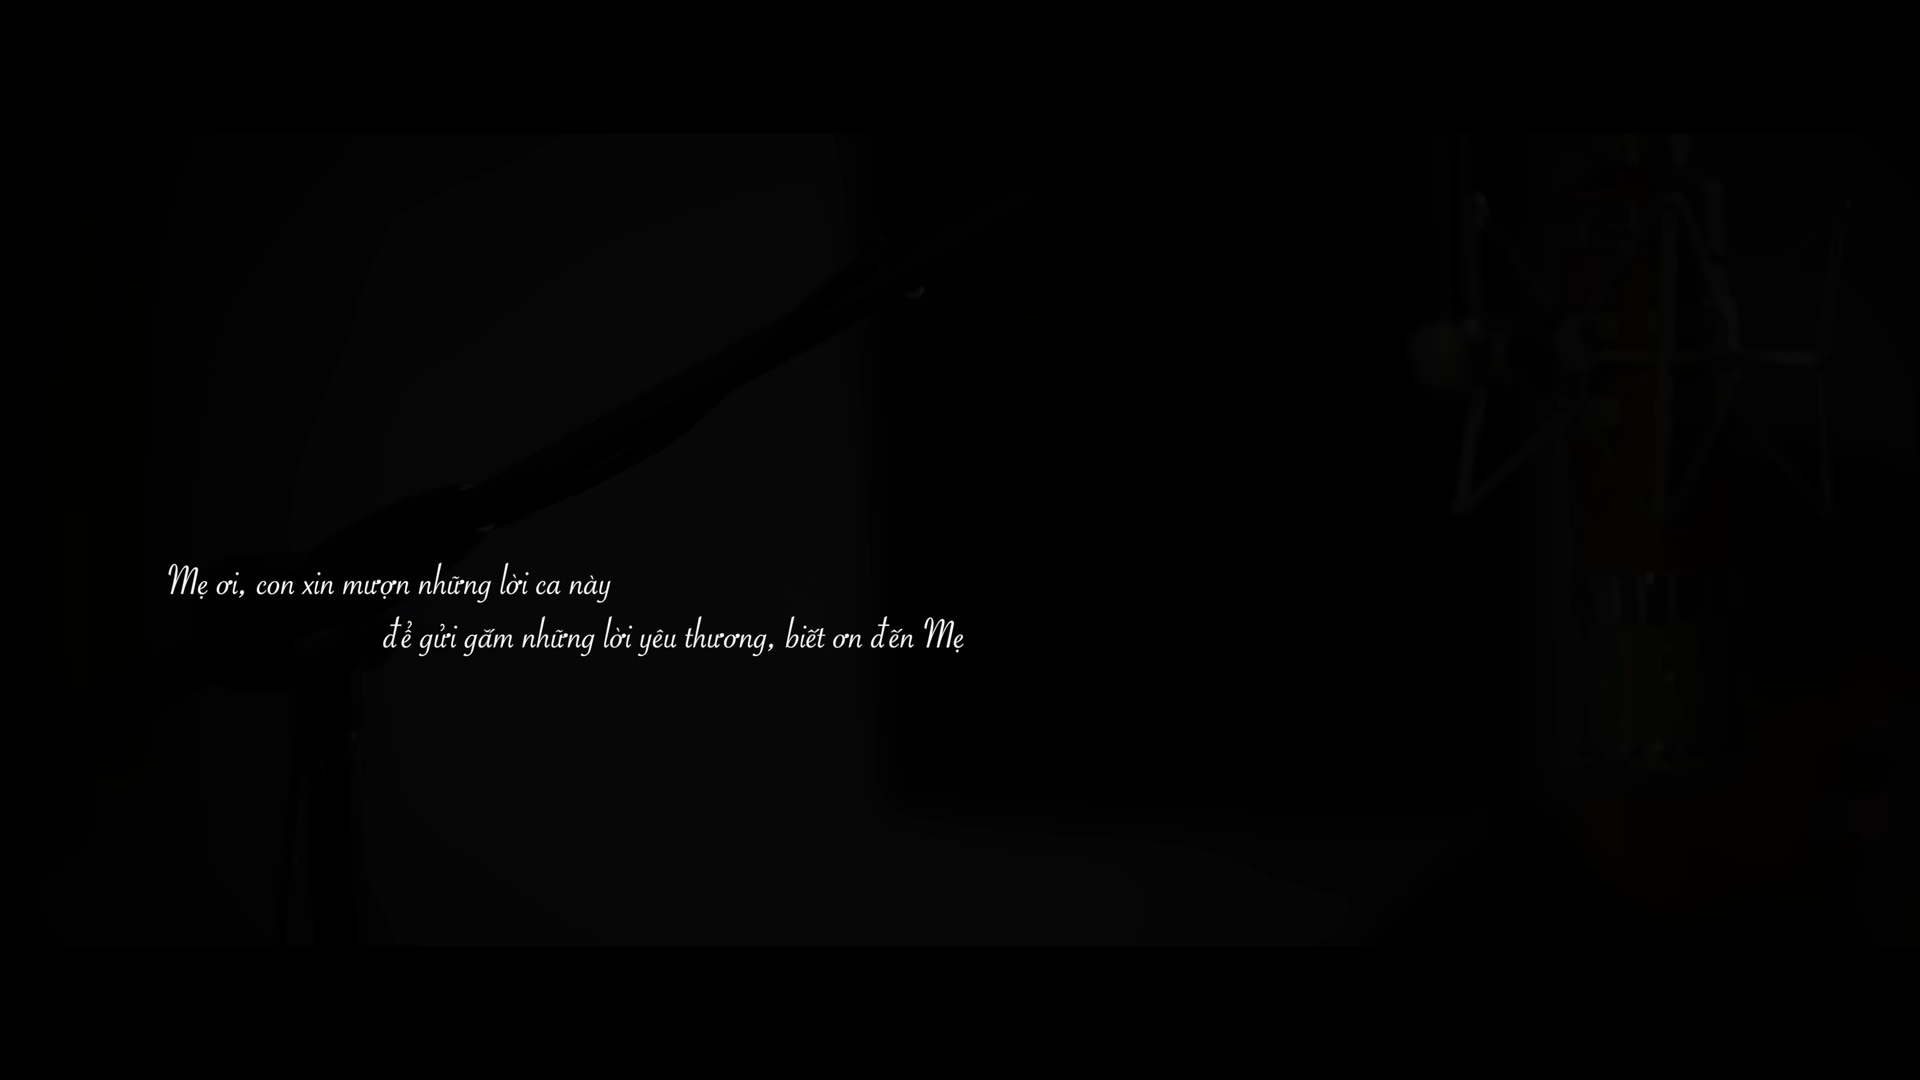 Mẹ ơi, con xin mượn những lời ca này
để gửi gắm những lời yêu thương, biết ơn đến Mẹ